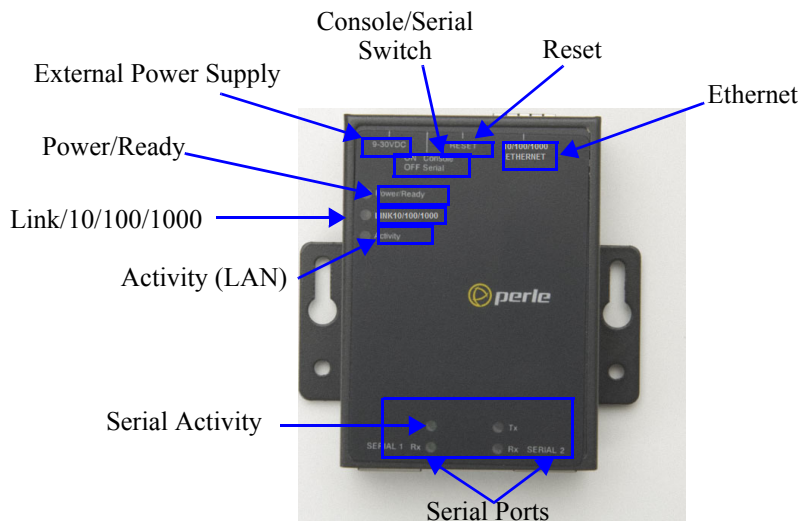 Console/Serial
Switch
Reset
External Power Supply
Ethernet
Power/Ready
Link/10/100/1000
Activity (LAN)
Serial Activity
Serial Ports
9-30VDC
ON Console
OFF Serial
RESET
10/100/1000
ETHERNET
Power/Ready
LINK10/100/1000
Activity
perle
Tx
SERIAL 1 Rx
Rx SERIAL 2